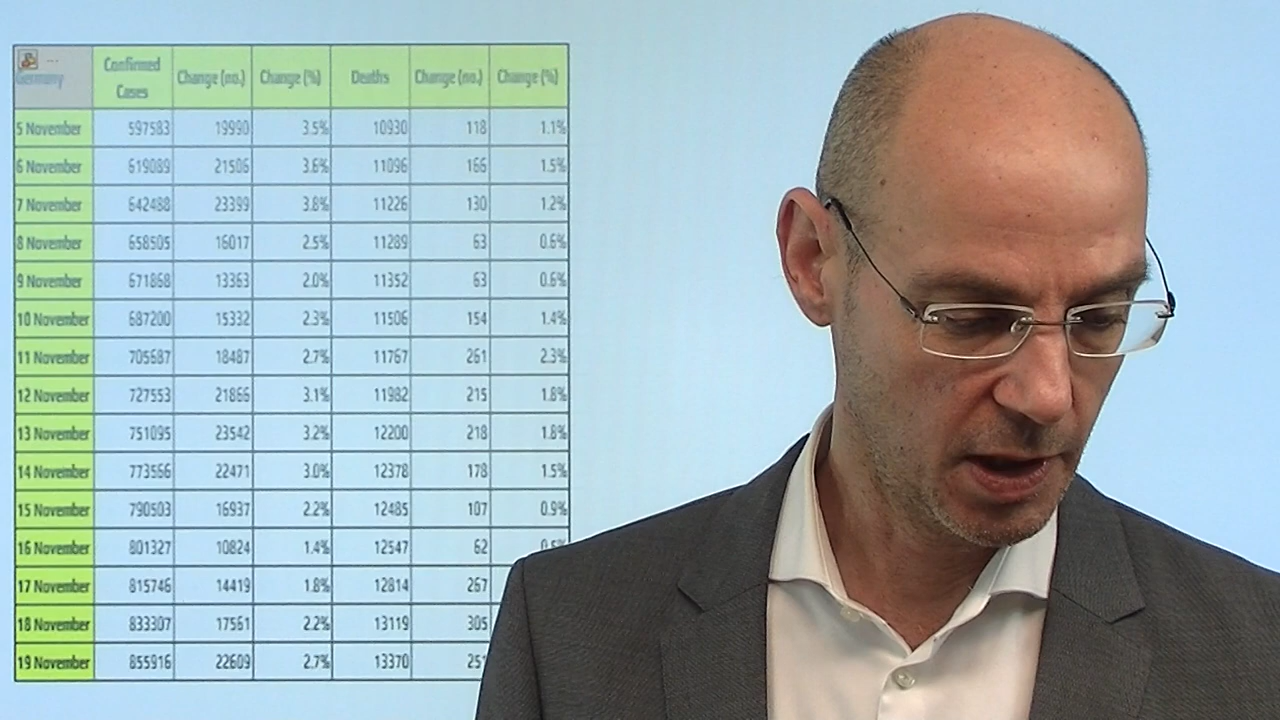 Germany Confirmed Cases Change (no.) Change (%) Deaths Change (no.) Change (%)
5 November 597583 19990 3.5% 10930 118 1.1%
6 November 619089 21506 3.6% 11096 166 1.5%
7 November 642488 23399 3.8% 11226 130 1.2%
8 November 658505 16017 2.5% 11289 63 0.6%
9 November 671868 13363 2.0% 11352 63 0.6%
10 November 687200 15332 2.3% 11506 154 1.4%
11 November 705687 18487 2.7% 11767 261 2.3%
12 November 727553 21866 3.1% 11982 215 1.8%
13 November 751095 23542 3.2% 12200 218 1.8%
14 November 773566 22471 3.0% 12378 178 1.5%
15 November 790503 16937 2.2% 12485 107 0.9%
16 November 801327 10824 1.4% 12547 62
17 November 815746 14419 1.8% 12814 267
18 November 833307 17561 2.2% 13119 305
19 November 855916 22609 2.7% 13370 251